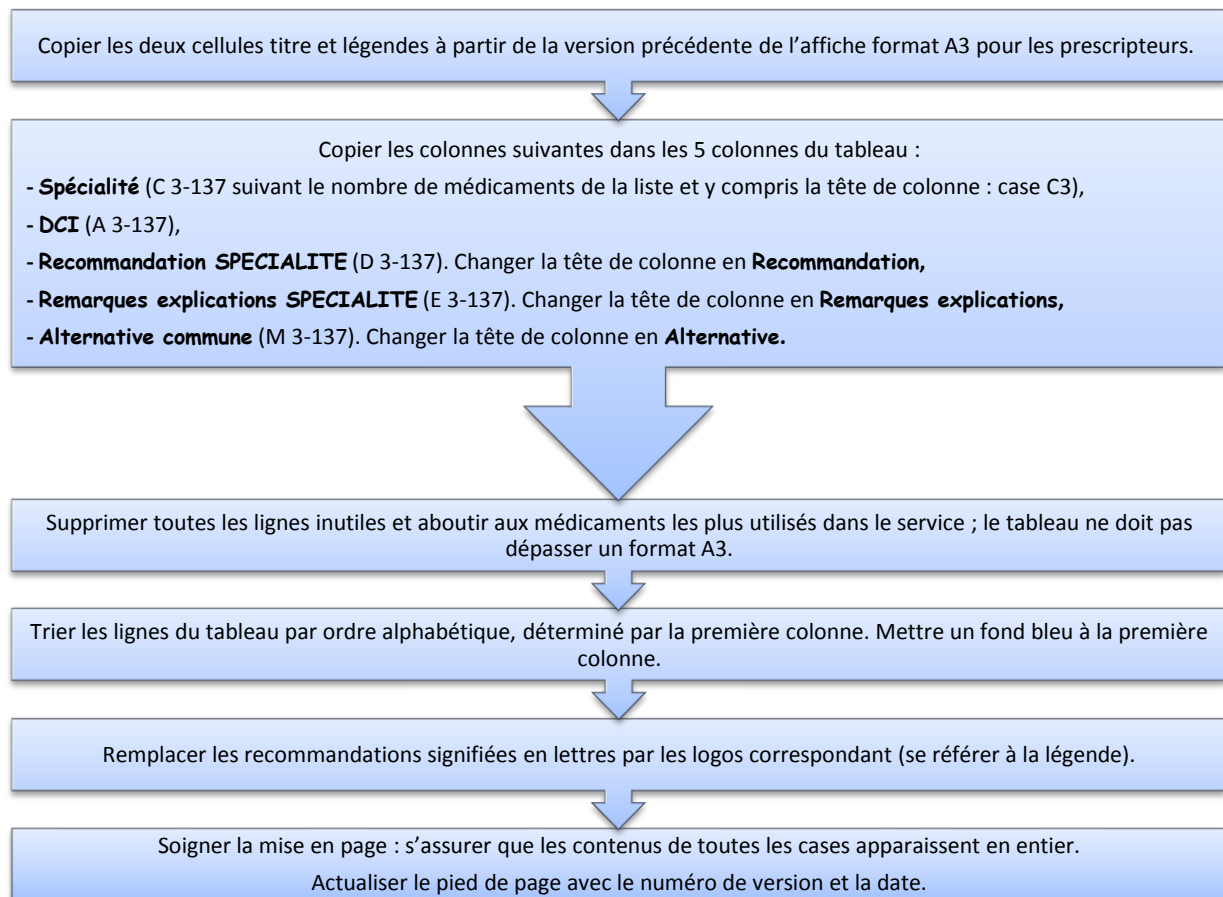 Copier les deux cellules titre et légendes à partir de la version précédente de l’affiche format A3 pour les prescripteurs.
Copier les colonnes suivantes dans les 5 colonnes du tableau :
- Spécialité (C 3-137 suivant le nombre de médicaments de la liste et y compris la tête de colonne : case C3),
- DCI (A 3-137),
- Recommandation SPECIALITE (D 3-137). Changer la tête de colonne en Recommandation,
- Remarques explications SPECIALITE (E 3-137). Changer la tête de colonne en Remarques explications,
- Alternative commune (M 3-137). Changer la tête de colonne en Alternative.
Supprimer toutes les lignes inutiles et aboutir aux médicaments les plus utilisés dans le service ; le tableau ne doit pas
dépasser un format A3.
Trier les lignes du tableau par ordre alphabétique, déterminé par la première colonne. Mettre un fond bleu à la première
colonne.
Remplacer les recommandations signifiées en lettres par les logos correspondant (se référer à la légende).
Soigner la mise en page : s’assurer que les contenus de toutes les cases apparaissent en entier.
Actualiser le pied de page avec le numéro de version et la date.